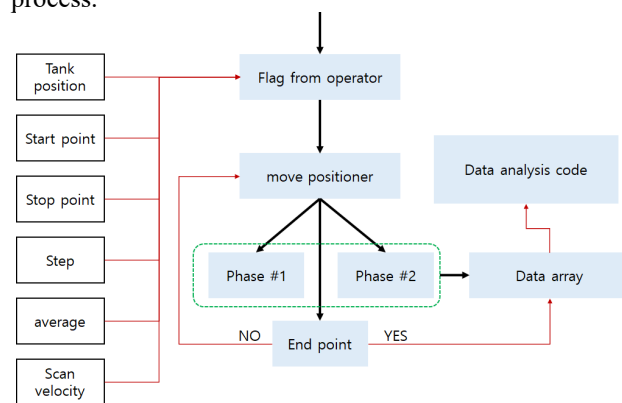 process.
Tank
position
Flag from operator
Start point
Data analysis code
move positioner
Stop point
Step
Phase #1
Phase #2
Data array
average
NO
End point
YES
Scan
velocity